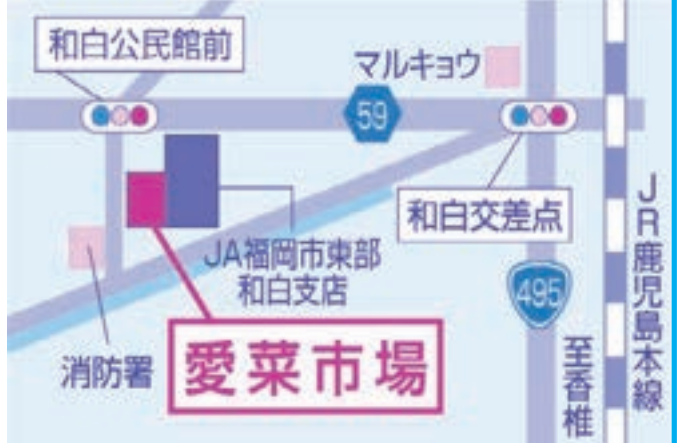 和白公民館前
マルキョウ
59
和白交差点
JA福岡市東部
和白支店
495
JR鹿児島本線
消防署
愛菜市場
至香椎